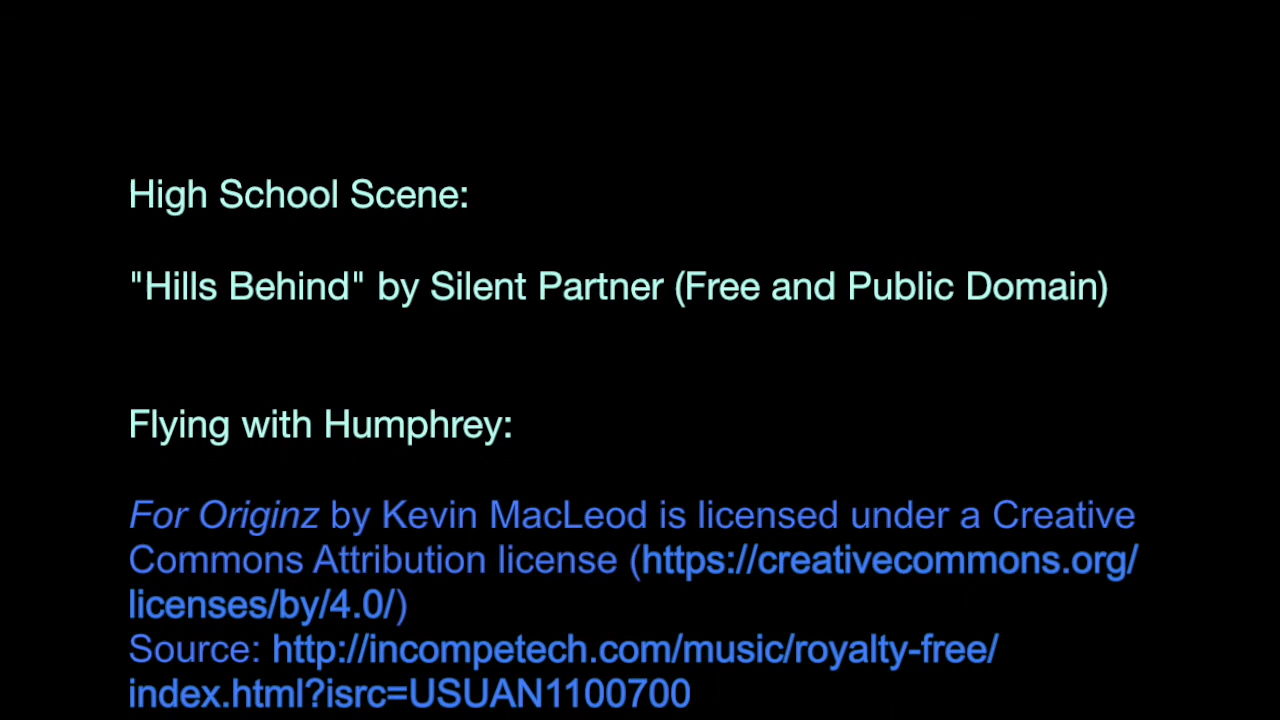 High School Scene:
"Hills Behind" by Silent Partner (Free and Public Domain)
Flying with Humphrey:
For Originz by Kevin MacLeod is licensed under a Creative
Commons Attribution license (https://creativecommons.org/
licenses/by/4.0/)
Source: http://incompetech.com/music/royalty-free/
index.html?isrc=USUAN1100700